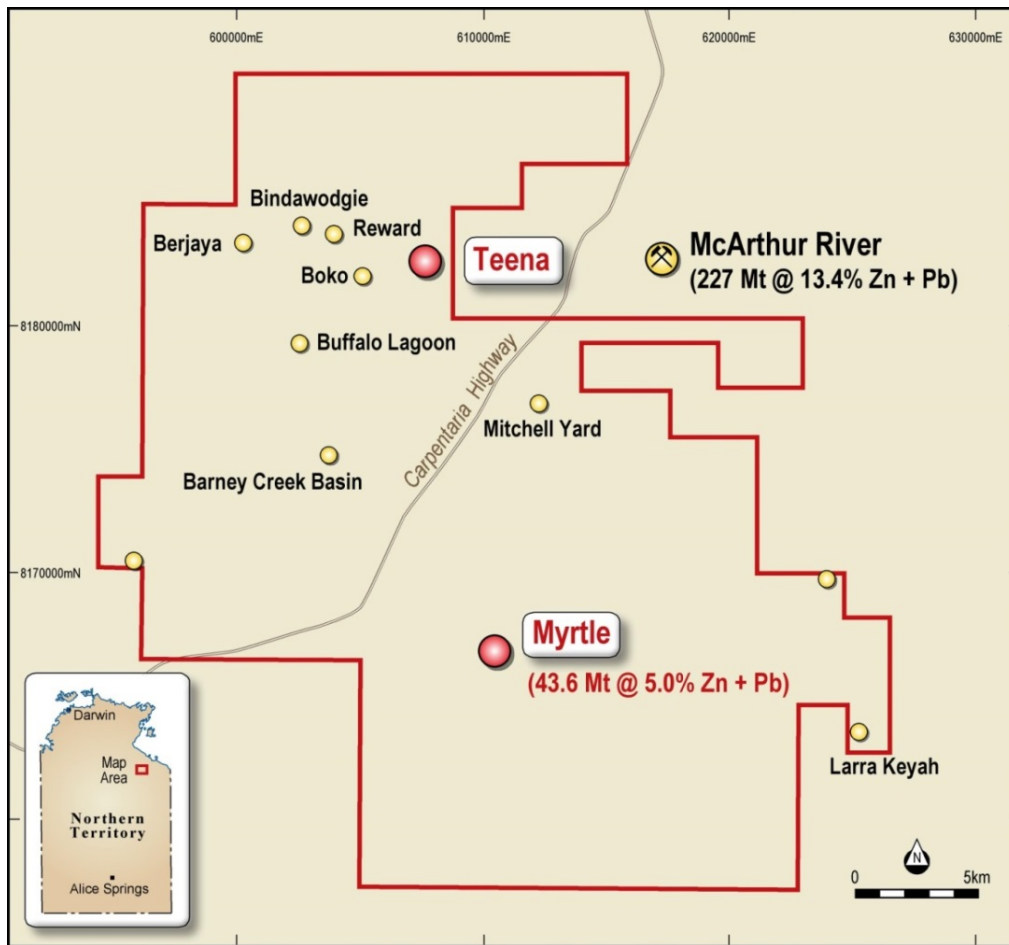 600000mE
610000mE
620000mE
630000mE
Bindawodgie
Reward
Berjaya
Boko
Teena
McArthur River
(227 Mt @ 13.4% Zn + Pb)
8180000mN
Buffalo Lagoon
Carpentaria Highway
Mitchell Yard
Barney Creek Basin
8170000mN
Myrtle
(43.6 Mt @ 5.0% Zn + Pb)
Larra Keyah
Darwin
Map
Area
Northern
Territory
Alice Springs
N
0
5km